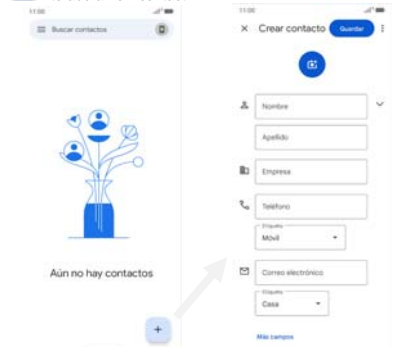 11:00
Buscar contactos
Aún no hay contactos
11:00
Crear contacto
Guardar
Nombre
Apellido
Empresa
Teléfono
Etiqueta
Móvil
Correo electrónico
Etiqueta
Casa
Más campos